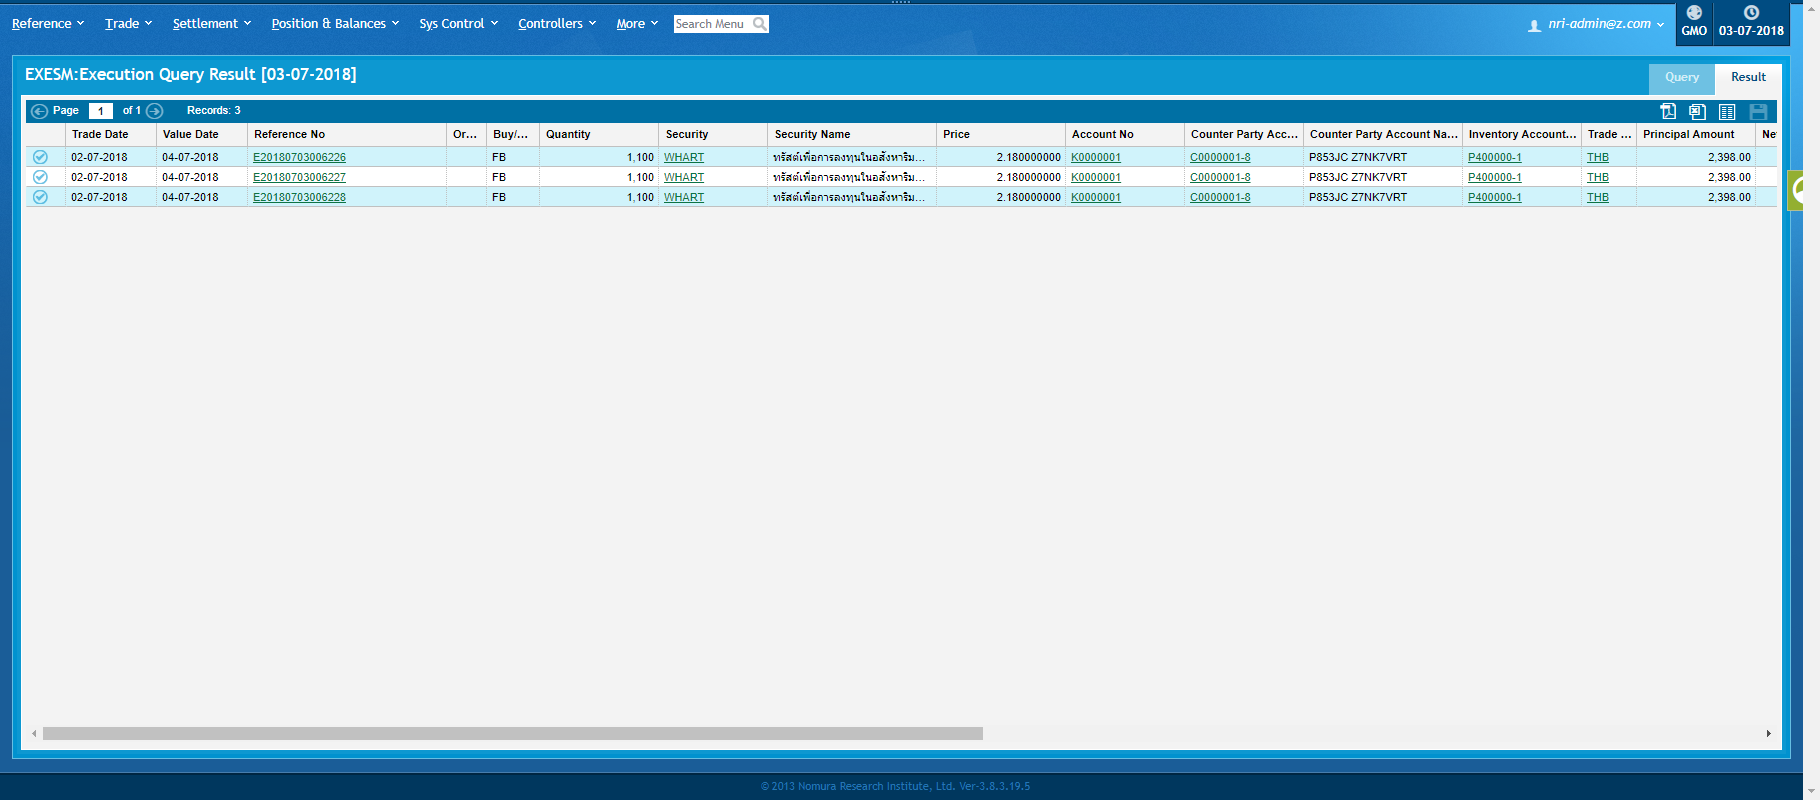 Reference Trade Settlement Position & Balances Sys Control Controllers More Search Menu nri-admin@z.com GMO 03-07-2018
EXESM:Execution Query Result [03-07-2018] Query Result
Page 1 of 1 Records: 3
Trade Date Value Date Reference No Or... Buy/... Quantity Security Security Name Price Account No Counter Party Acc... Counter Party Account Na... Inventory Account... Trade ... Principal Amount Ne
02-07-2018 04-07-2018 E20180703006226 FB 1,100 WHART ทรัสต์เพื่อการลงทุนในอสังหาริม... 2.180000000 K0000001 C0000001-8 P853JC Z7NK7VRT P400000-1 THB 2,398.00
02-07-2018 04-07-2018 E20180703006227 FB 1,100 WHART ทรัสต์เพื่อการลงทุนในอสังหาริม... 2.180000000 K0000001 C0000001-8 P853JC Z7NK7VRT P400000-1 THB 2,398.00
02-07-2018 04-07-2018 E20180703006228 FB 1,100 WHART ทรัสต์เพื่อการลงทุนในอสังหาริม... 2.180000000 K0000001 C0000001-8 P853JC Z7NK7VRT P400000-1 THB 2,398.00
© 2013 Nomura Research Institute, Ltd. Ver-3.8.3.19.5